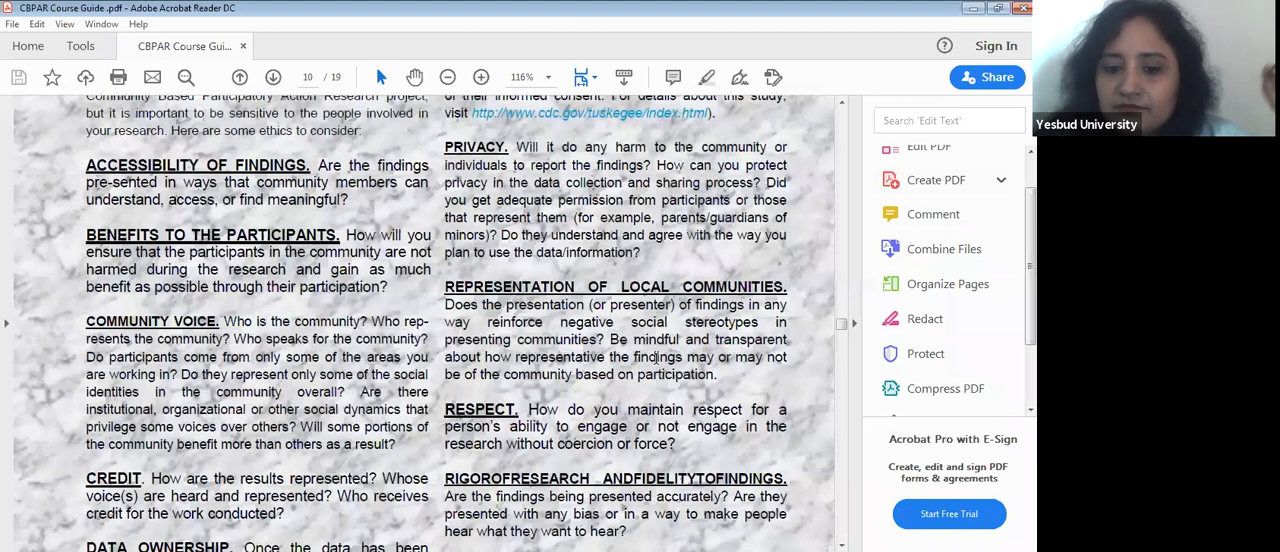 CBPAR Course Guide .pdf - Adobe Acrobat Reader DC
File Edit View Window Help
Home Tools CBPAR Course Gui... × Sign In
10 / 19 116% Share
Community Based Participatory Action Research project,
but it is important to be sensitive to the people involved in
your research. Here are some ethics to consider:
ACCESSIBILITY OF FINDINGS. Are the findings
pre-sented in ways that community members can
understand, access, or find meaningful?
BENEFITS TO THE PARTICIPANTS. How will you
ensure that the participants in the community are not
harmed during the research and gain as much
benefit as possible through their participation?
COMMUNITY VOICE. Who is the community? Who rep-
resents the community? Who speaks for the community?
Do participants come from only some of the areas you
are working in? Do they represent only some of the social
identities in the community overall? Are there
institutional, organizational or other social dynamics that
privilege some voices over others? Will some portions of
the community benefit more than others as a result?
CREDIT. How are the results represented? Whose
voice(s) are heard and represented? Who receives
credit for the work conducted?
DATA OWNERSHIP. Once the data has been
of their informed consent. For details about this study,
visit http://www.cdc.gov/tuskegee/index.html).
PRIVACY. Will it do any harm to the community or
individuals to report the findings? How can you protect
privacy in the data collection and sharing process? Did
you get adequate permission from participants or those
that represent them (for example, parents/guardians of
minors)? Do they understand and agree with the way you
plan to use the data/information?
REPRESENTATION OF LOCAL COMMUNITIES.
Does the presentation (or presenter) of findings in any
way reinforce negative social stereotypes in
presenting communities? Be mindful and transparent
about how representative the findings may or may not
be of the community based on participation.
RESPECT. How do you maintain respect for a
person's ability to engage or not engage in the
research without coercion or force?
RIGOROFRESEARCH ANDFIDELITYTOFINDINGS.
Are the findings being presented accurately? Are they
presented with any bias or in a way to make people
hear what they want to hear?
Search 'Edit Text'
Edit PDF
Create PDF
Comment
Combine Files
Organize Pages
Redact
Protect
Compress PDF
Acrobat Pro with E-Sign
Create, edit and sign PDF
forms & agreements
Start Free Trial
Yesbud University